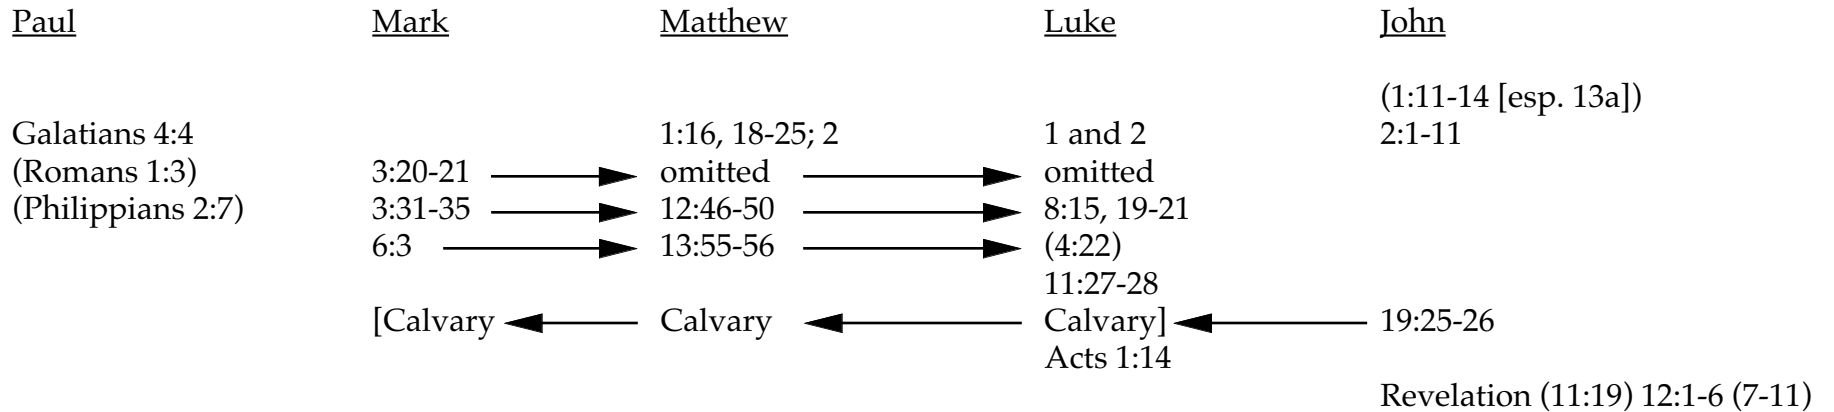 Paul Mark Matthew Luke John
(1:11-14 [esp. 13a])
Galatians 4:4 1:16, 18-25; 2 1 and 2 2:1-11
(Romans 1:3) 3:20-21 omitted omitted
(Philippians 2:7) 3:31-35 12:46-50 8:15, 19-21
6:3 13:55-56 (4:22)
11:27-28
[Calvary Calvary Calvary] 19:25-26
Acts 1:14
Revelation (11:19) 12:1-6 (7-11)